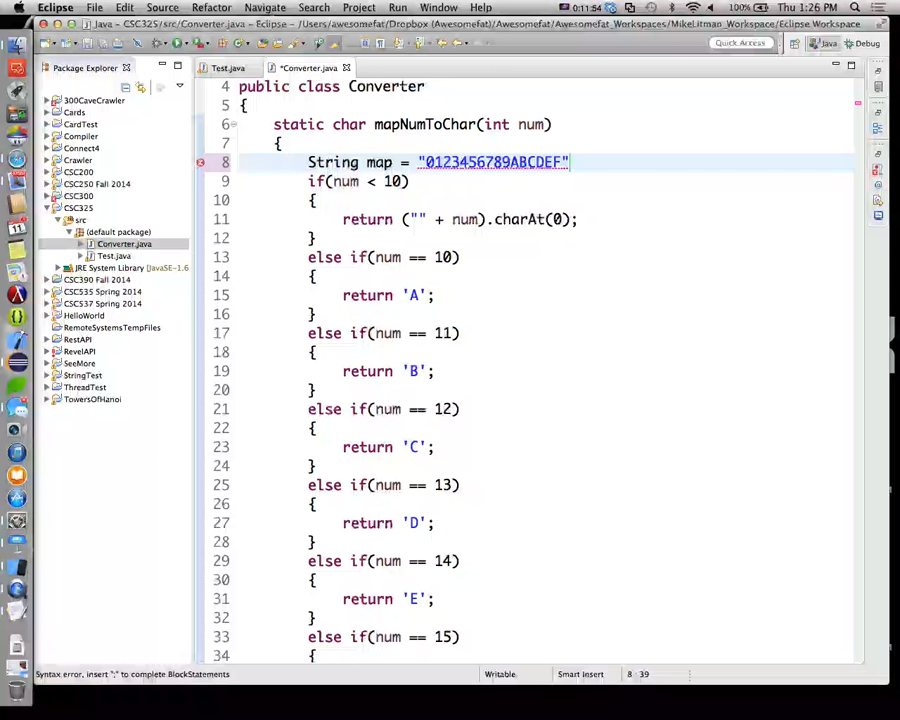 Eclipse File Edit Source Refactor Navigate Search Project Run Window Help 0:11:54 100% Thu 1:26 PM
Java - CSC325/src/Converter.java - Eclipse - /Users/awesomefat/Dropbox (Awesomefat)/Awesomefat_Workspaces/MikeLitman_Workspace/Eclipse Workspace
Quick Access Java Debug
Package Explorer
300CaveCrawler
Cards
CardTest
Compiler
Connect4
Crawler
CSC200
CSC250 Fall 2014
CSC300
CSC325
src
(default package)
Converter.java
Test.java
JRE System Library [JavaSE-1.6
CSC390 Fall 2014
CSC535 Spring 2014
CSC537 Spring 2014
HelloWorld
RemoteSystemsTempFiles
RestAPI
RevelAPI
SeeMore
StringTest
ThreadTest
TowersOfHanoi
Test.java *Converter.java
4 public class Converter
5 {
6 static char mapNumToChar(int num)
7 {
8 String map = "0123456789ABCDEF"
9 if(num < 10)
10 {
11 return ("" + num).charAt(0);
12 }
13 else if(num == 10)
14 {
15 return 'A';
16 }
17 else if(num == 11)
18 {
19 return 'B';
20 }
21 else if(num == 12)
22 {
23 return 'C';
24 }
25 else if(num == 13)
26 {
27 return 'D';
28 }
29 else if(num == 14)
30 {
31 return 'E';
32 }
33 else if(num == 15)
34 {
Syntax error, insert ";" to complete BlockStatements Writable Smart Insert 8 : 39